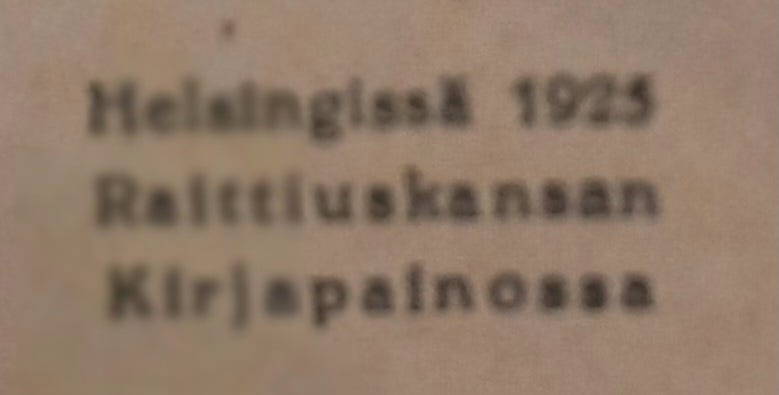 Helsingissä 1925
Raittiuskansan
Kirjapainossa